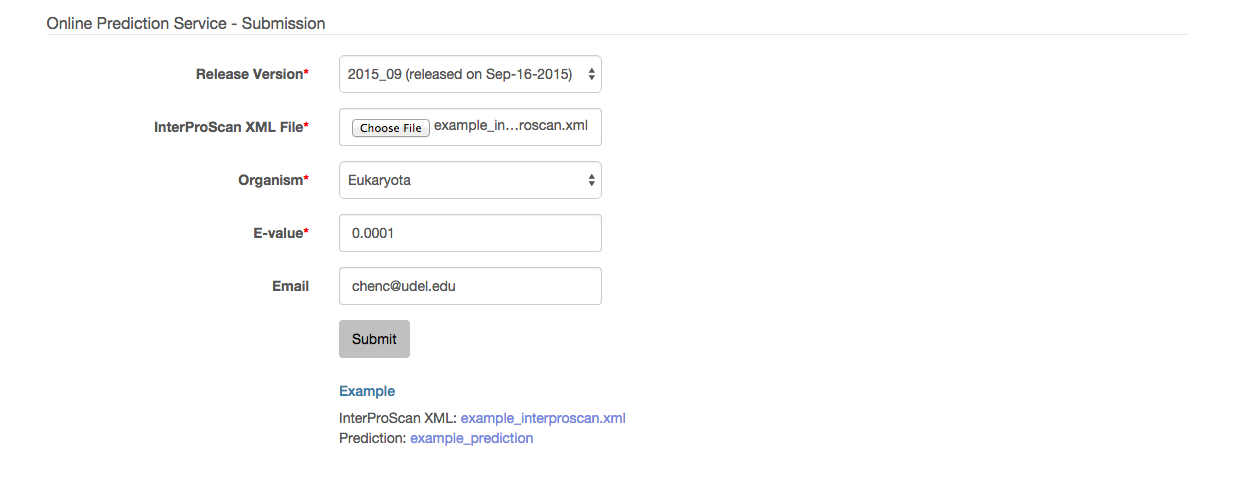 Online Prediction Service - Submission
Release Version* 2015_09 (released on Sep-16-2015)
InterProScan XML File* Choose File example_in...roscan.xml
Organism* Eukaryota
E-value* 0.0001
Email chenc@udel.edu
Submit
Example
InterProScan XML: example_interproscan.xml
Prediction: example_prediction